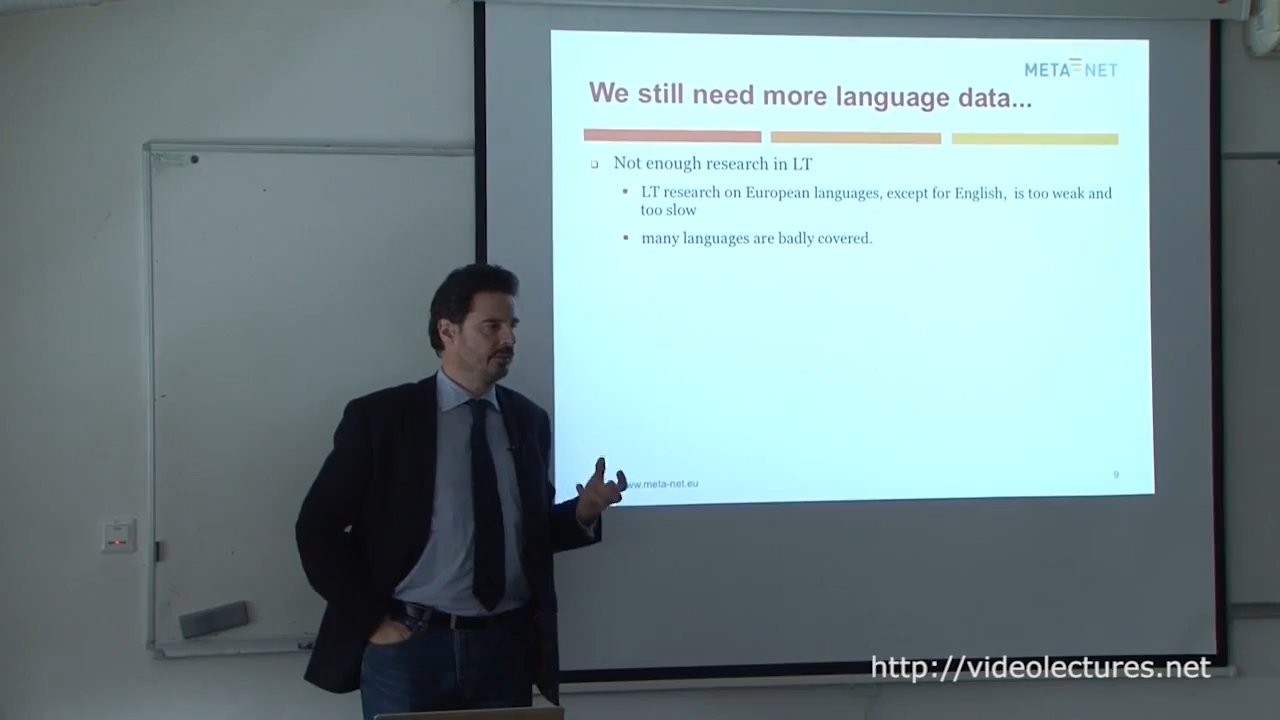 META NET
We still need more language data...
Not enough research in LT
LT research on European languages, except for English, is too weak and
too slow
many languages are badly covered.
ww.meta-net.eu
9
http://videolectures.net